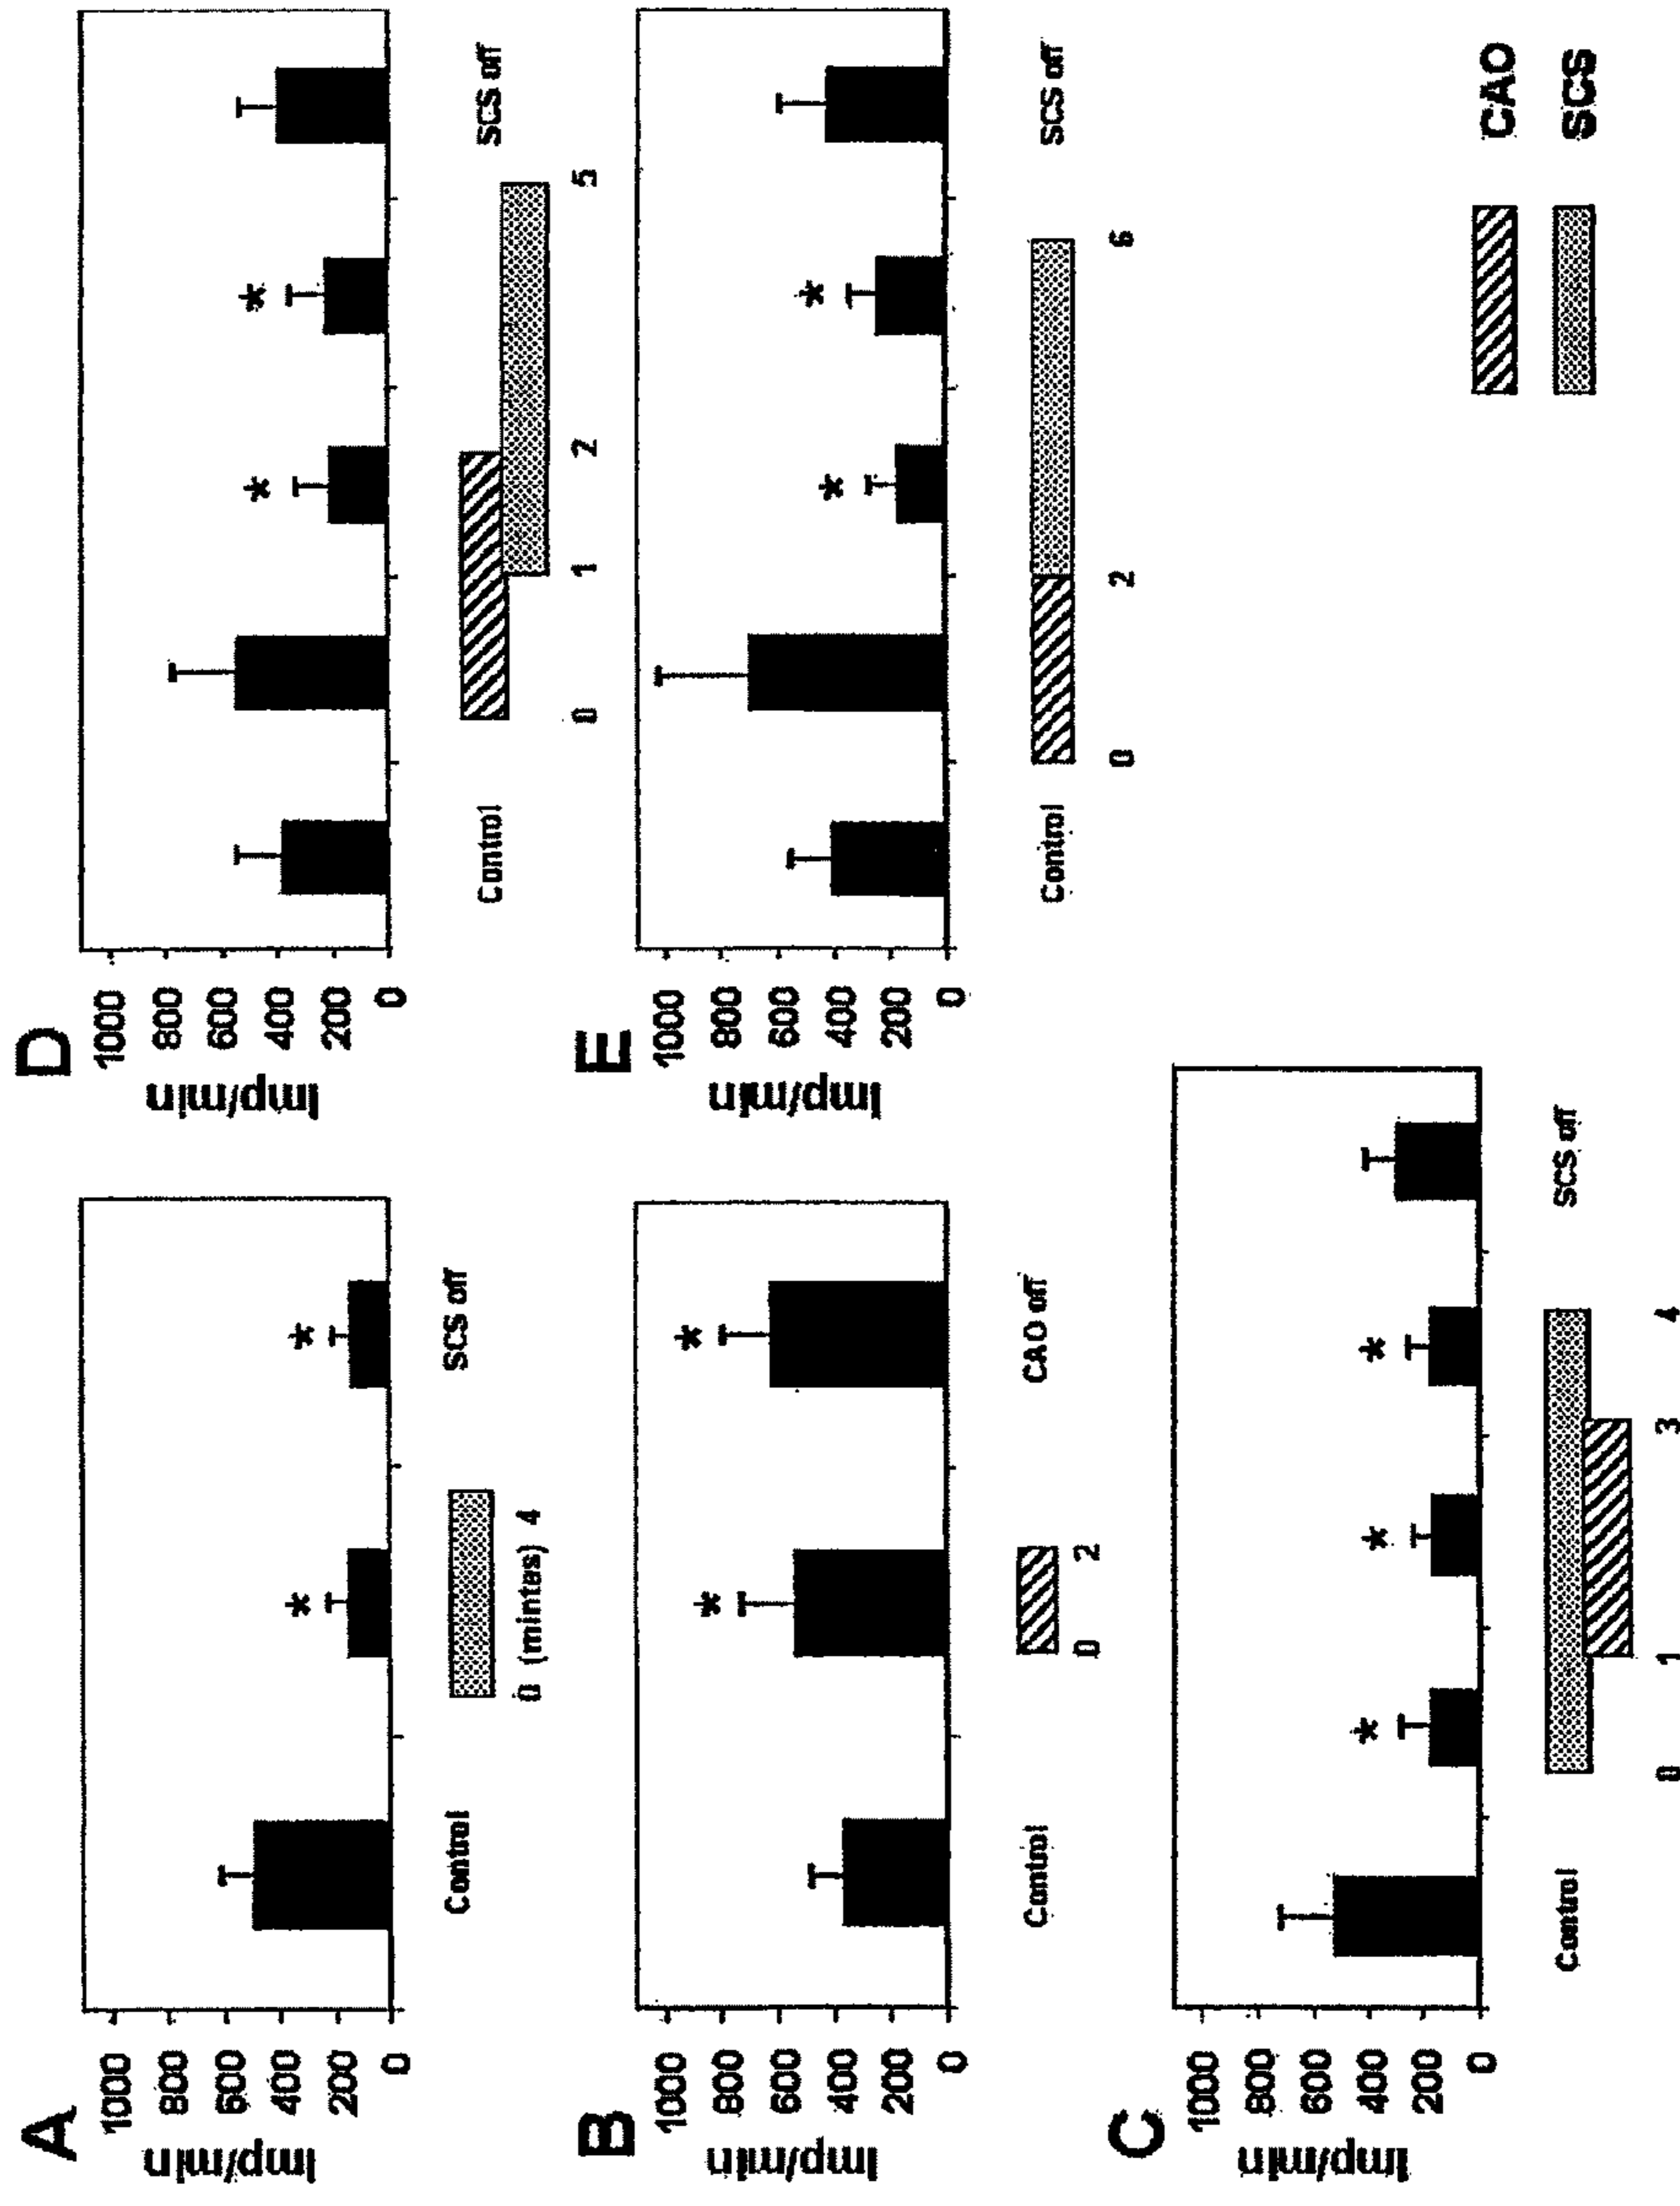 A
Imp/min
1000
800
600
400
200
0
Control
SCS off
0 (mintes) 4
B
Imp/min
1000
800
600
400
200
0
Control
CAO off
0 2
C
Imp/min
1000
800
600
400
200
0
Control
SCS off
0 1 3 4
D
Imp/min
1000
800
600
400
200
0
Control
SCS off
0 1 2 5
E
Imp/min
1000
800
600
400
200
0
Control
SCS off
0 2 6
CAO
SCS